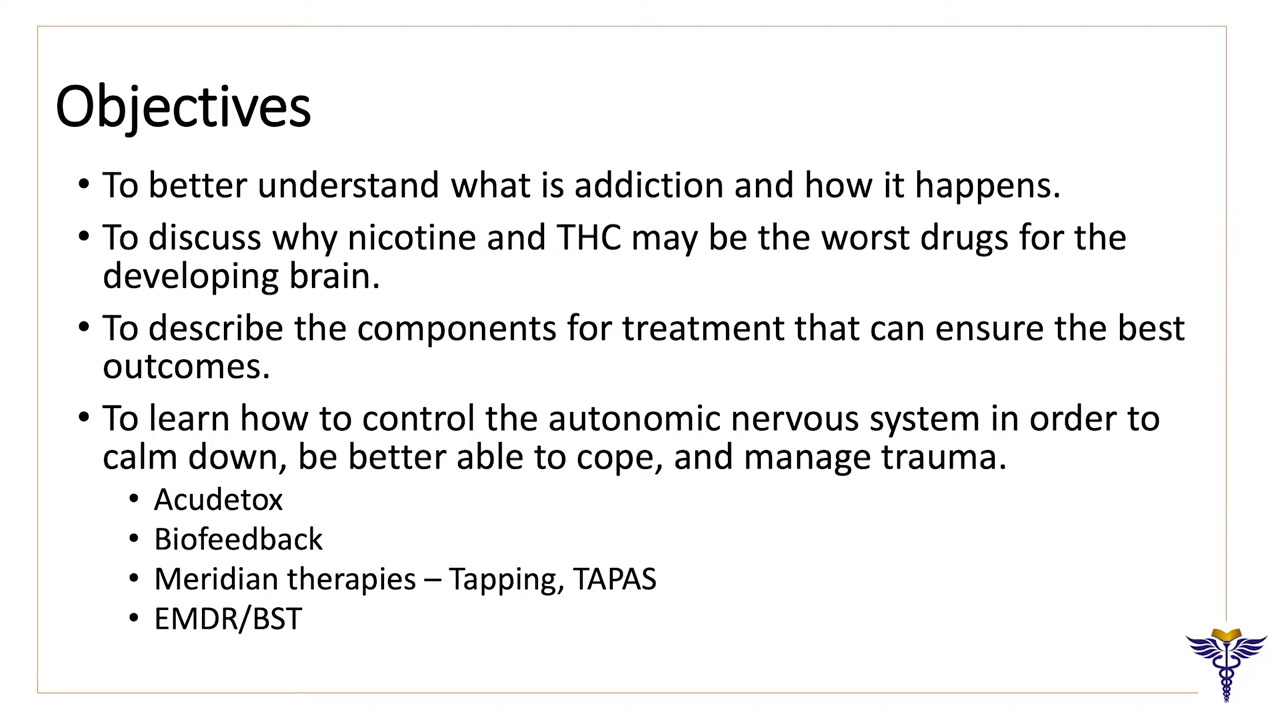 Objectives
• To better understand what is addiction and how it happens.
• To discuss why nicotine and THC may be the worst drugs for the
developing brain.
• To describe the components for treatment that can ensure the best
outcomes.
• To learn how to control the autonomic nervous system in order to
calm down, be better able to cope, and manage trauma.
• Acudetox
• Biofeedback
• Meridian therapies – Tapping, TAPAS
• EMDR/BST